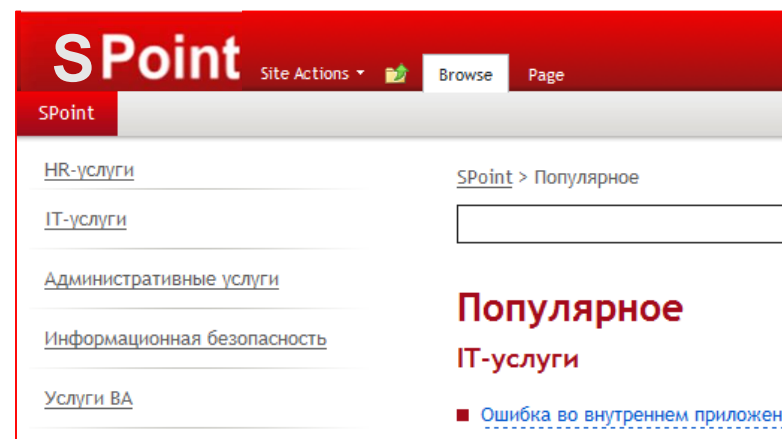 SPoint
Site Actions
Browse
Page
SPoint
HR-услуги
IT-услуги
Административные услуги
Информационная безопасность
Услуги ВА
SPoint > Популярное
Популярное
IT-услуги
Ошибка во внутреннем